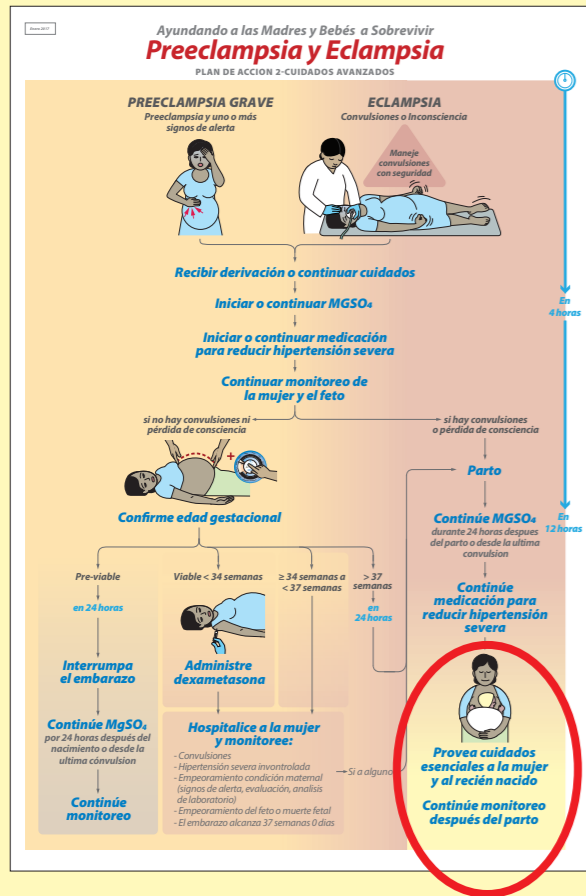 Enero 2017
Ayundando a las Madres y Bebés a Sobrevivir
Preeclampsia y Eclampsia
PLAN DE ACCION 2-CUIDADOS AVANZADOS
PREECLAMPSIA GRAVE
Preeclampsia y uno o más
signos de alerta
ECLAMPSIA
Convulsiones o Inconsciencia
Maneje
convulsiones
con seguridad
Recibir derivación o continuar cuidados
Iniciar o continuar MGSO₄
Iniciar o continuar medicación
para reducir hipertensión severa
Continuar monitoreo de
la mujer y el feto
En
4 horas
si no hay convulsiones ni
pérdida de consciencia
si hay convulsiones
o pérdida de consciencia
+
Confirme edad gestacional
Parto
Continúe MGSO₄
durante 24 horas despues
del parto o desde la ultima
convulsion
En
12 horas
Continúe
medicación para
reducir hipertensión
severa
Pre-viable
en 24 horas
Interrumpa
el embarazo
Continúe MgSO₄
por 24 horas después del
nacimiento o desde la
ultima cónvulsion
Continúe
monitoreo
Viable < 34 semanas
Administre
dexametasona
≥ 34 semanas a
< 37 semanas
> 37
semanas
en
24 horas
Hospitalice a la mujer
y monitoree:
- Convulsiones
- Hipertensión severa invontrolada
- Empeoramiento condición maternal
(signos de alerta, evaluación, analisis
de laboratorio)
- Empeoramiento del feto o muerte fetal
- El embarazo alcanza 37 semanas 0 dias
Si a alguno
Provea cuidados
esenciales a la mujer
y al recién nacido
Continúe monitoreo
después del parto